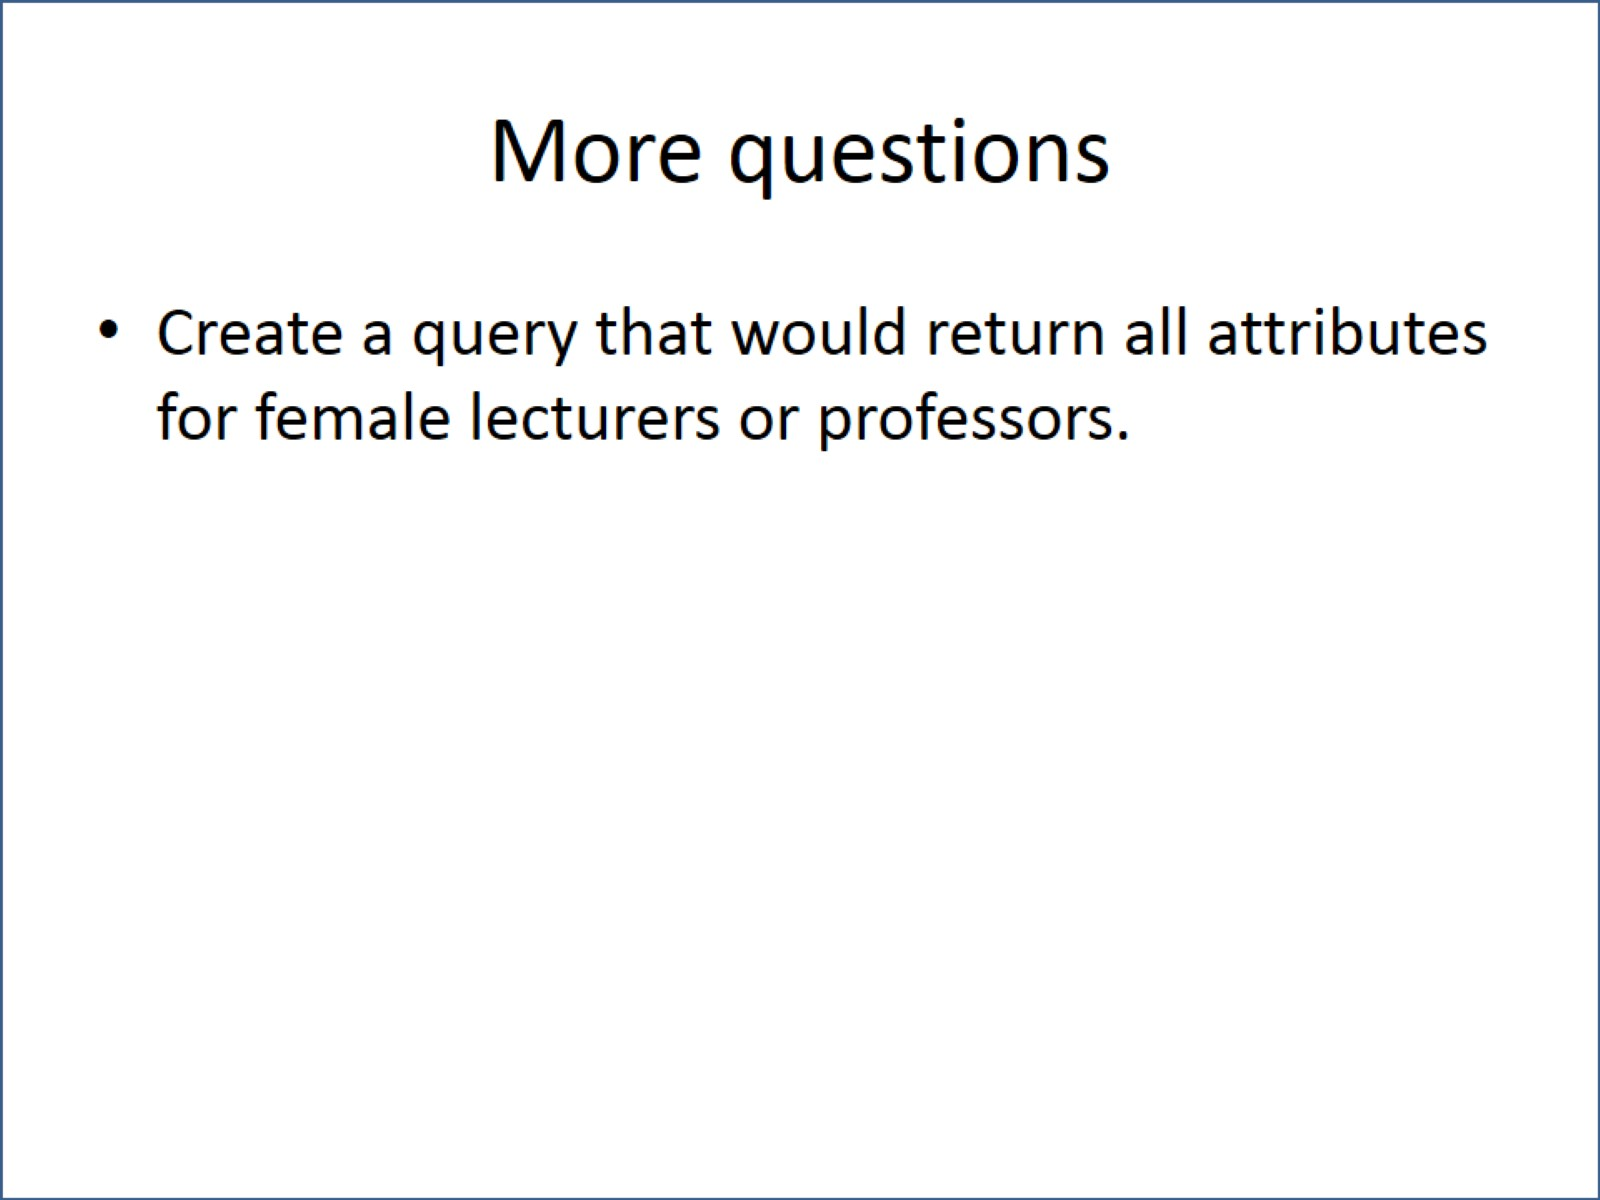 More questions
• Create a query that would return all attributes
for female lecturers or professors.